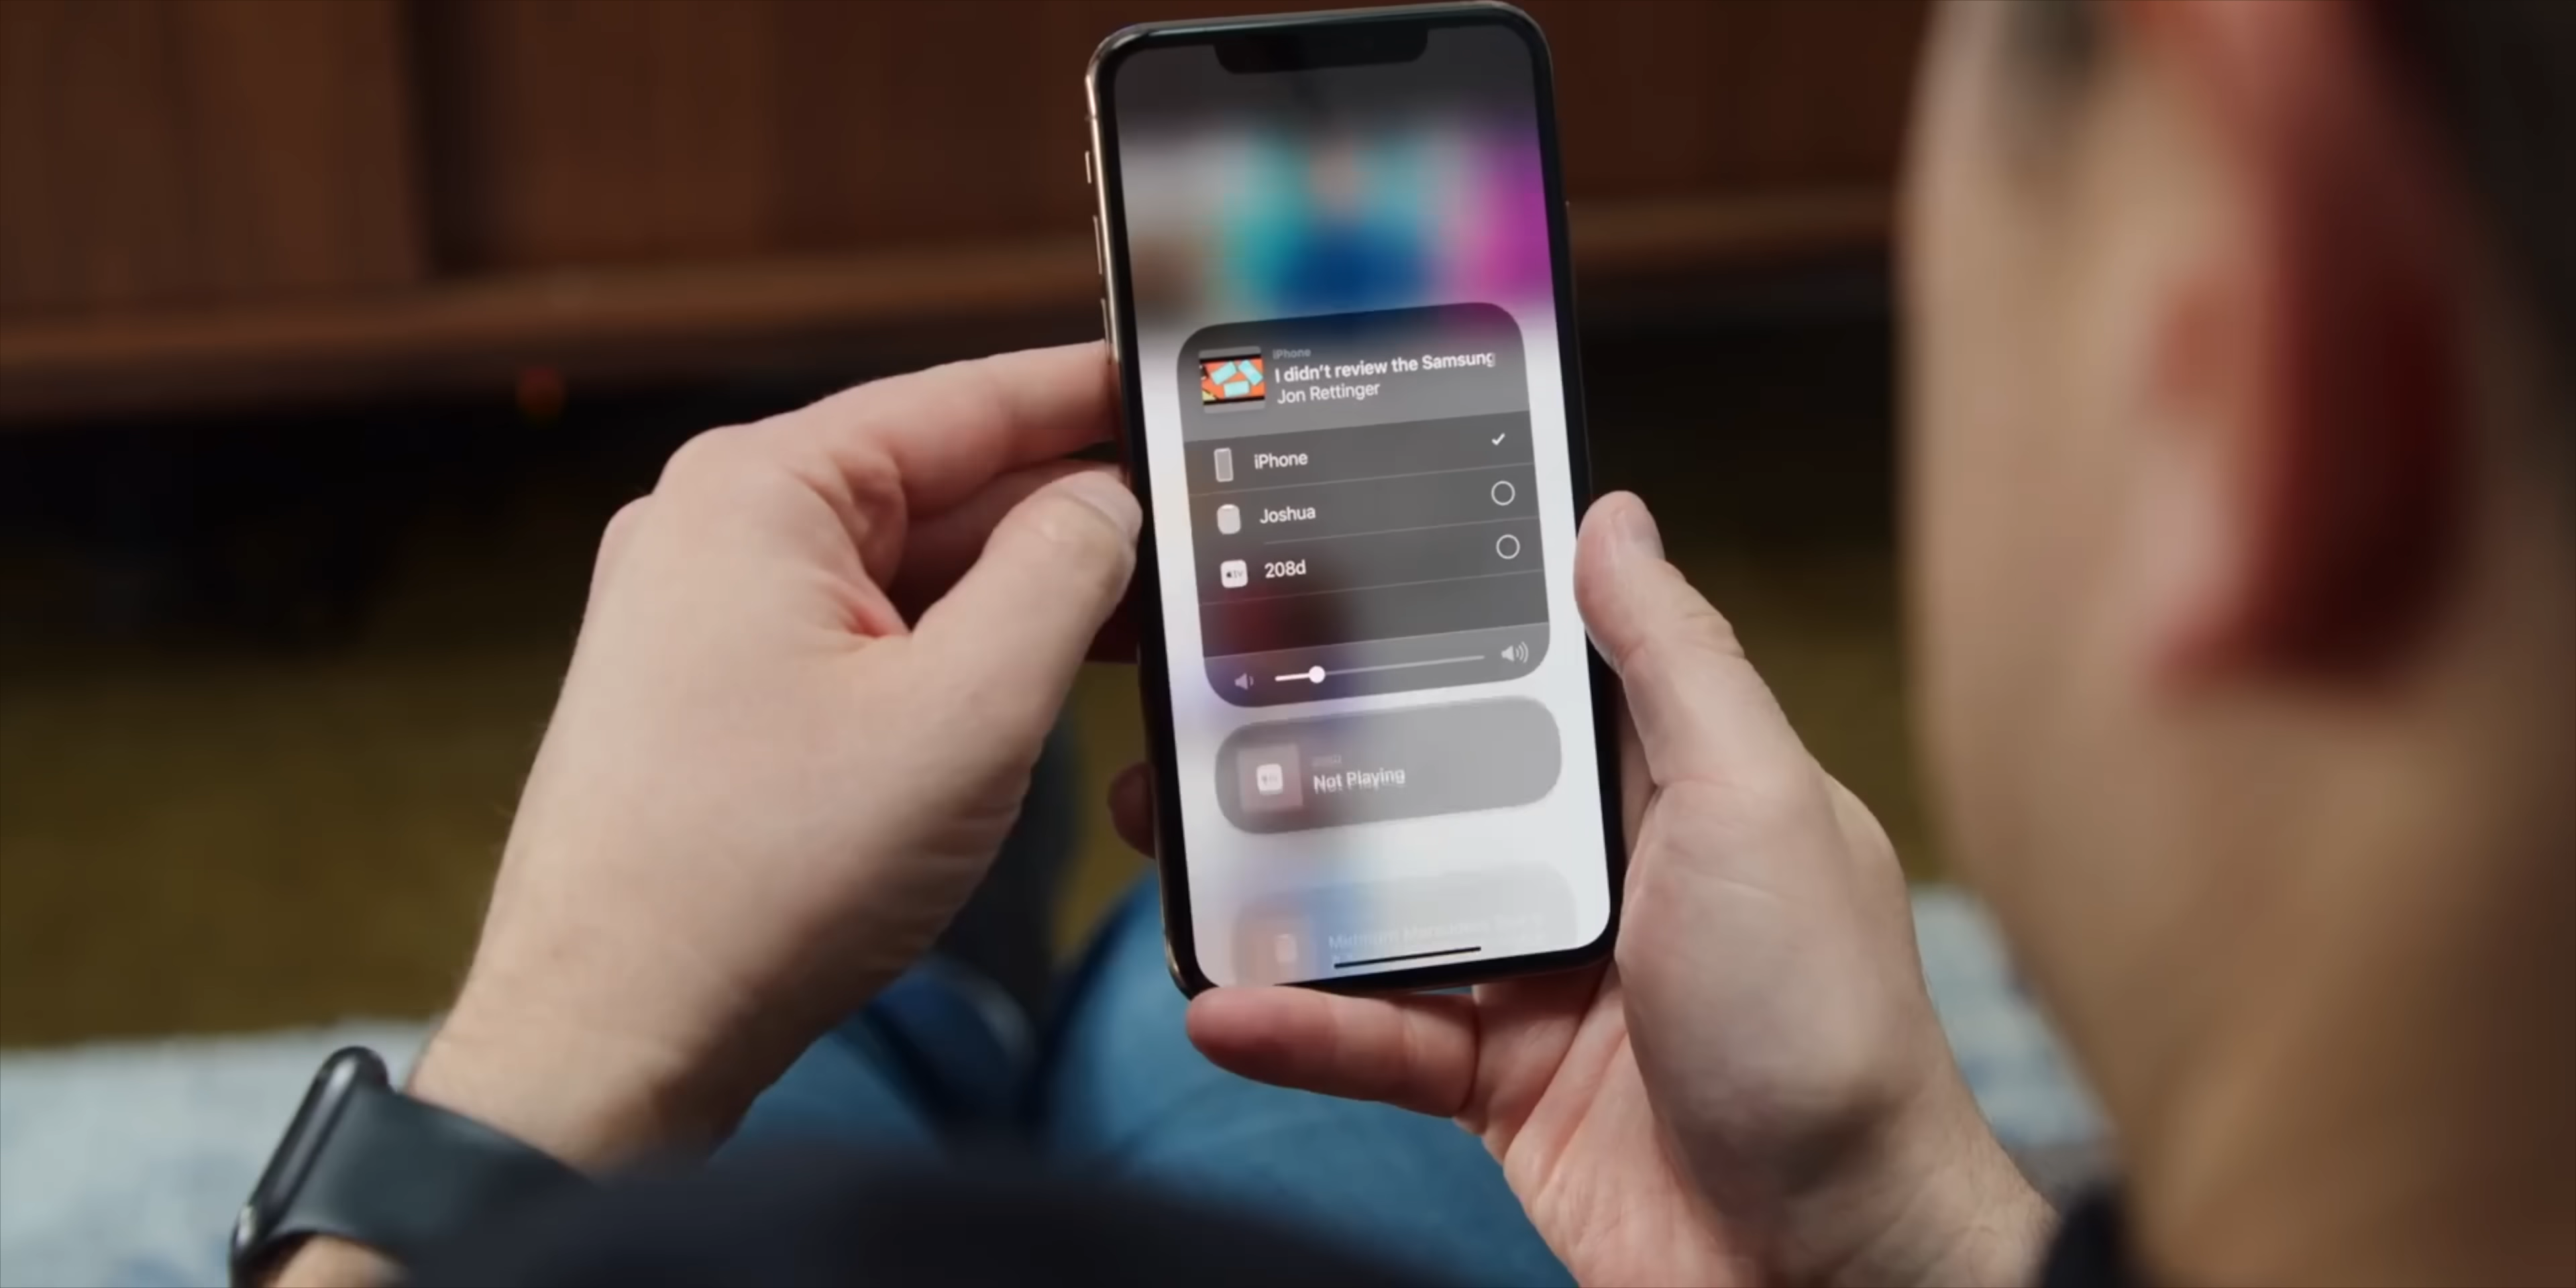 iPhone
I didn't review the Samsung
Jon Rettinger
iPhone
Joshua
208d
Not Playing